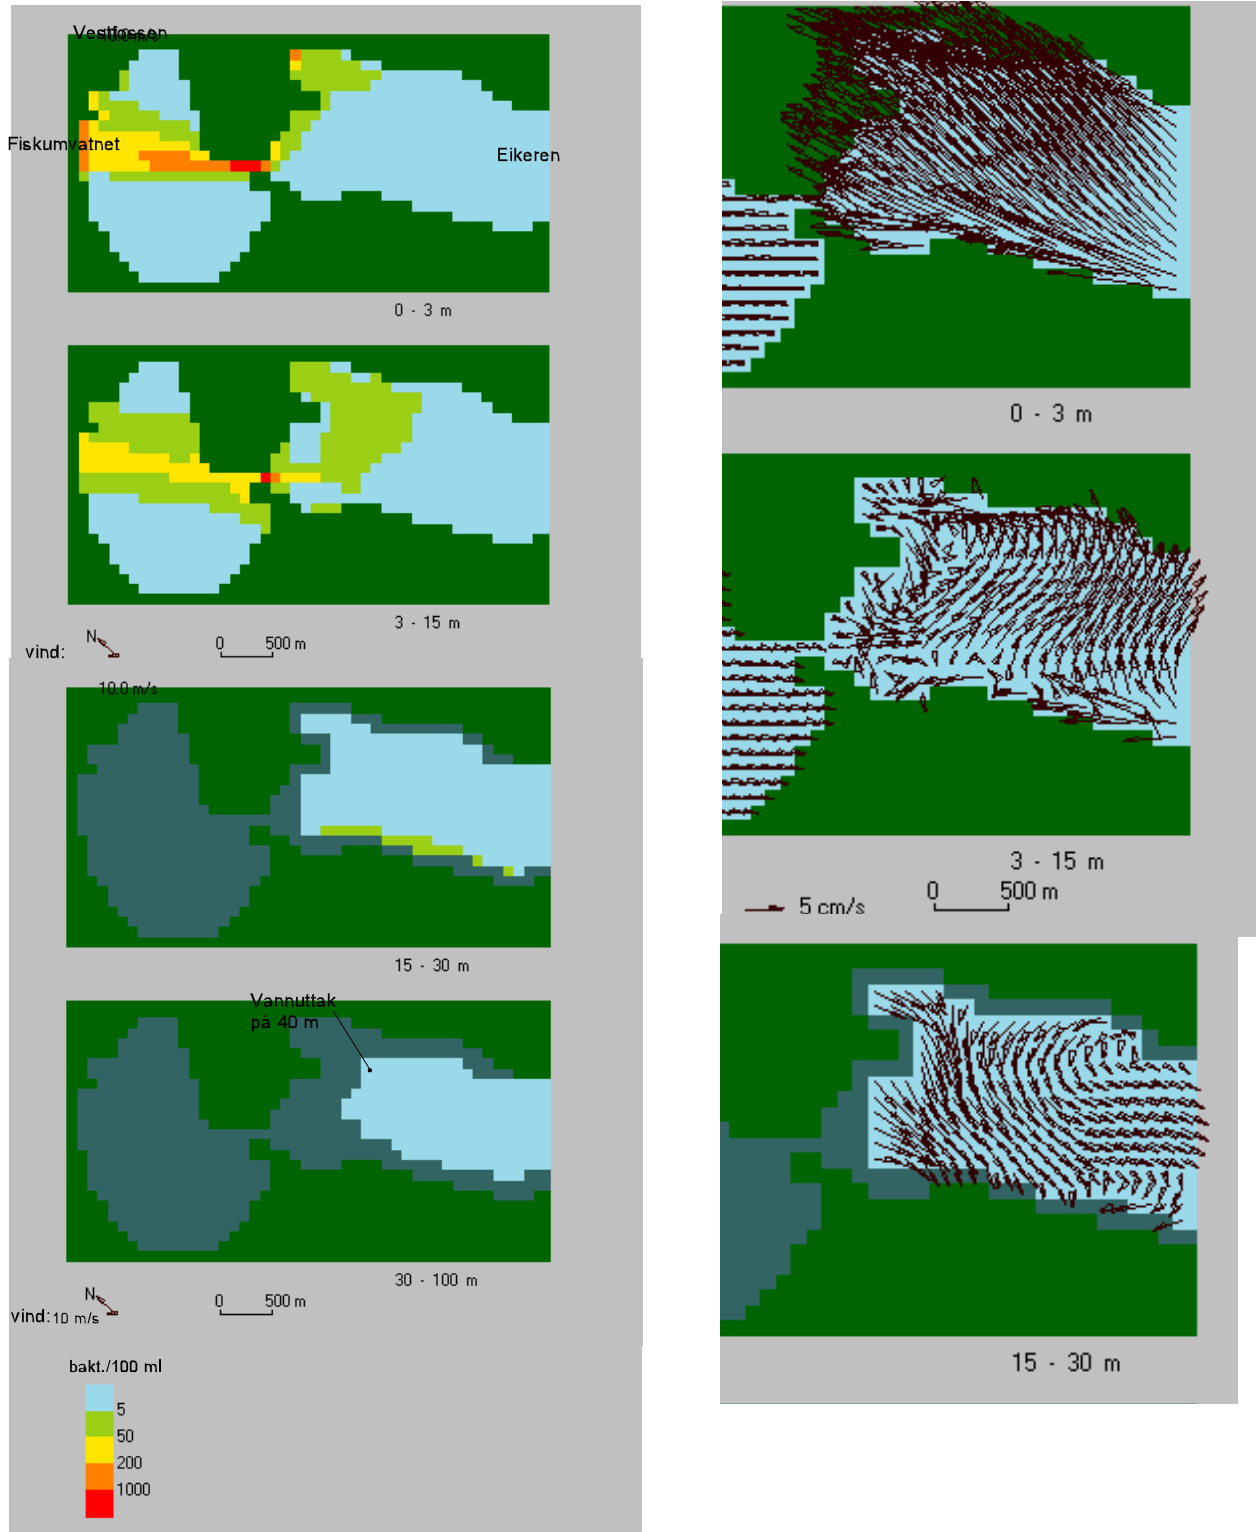 Vestfossen
10.0 m/s
Fiskumvatnet
Eikeren
0 - 3 m
3 - 15 m
N
0 500 m
vind:
10.0 m/s
15 - 30 m
Vannuttak
på 40 m
30 - 100 m
N
0 500 m
vind: 10 m/s
bakt./100 ml
5
50
200
1000
0 - 3 m
3 - 15 m
0 500 m
5 cm/s
15 - 30 m